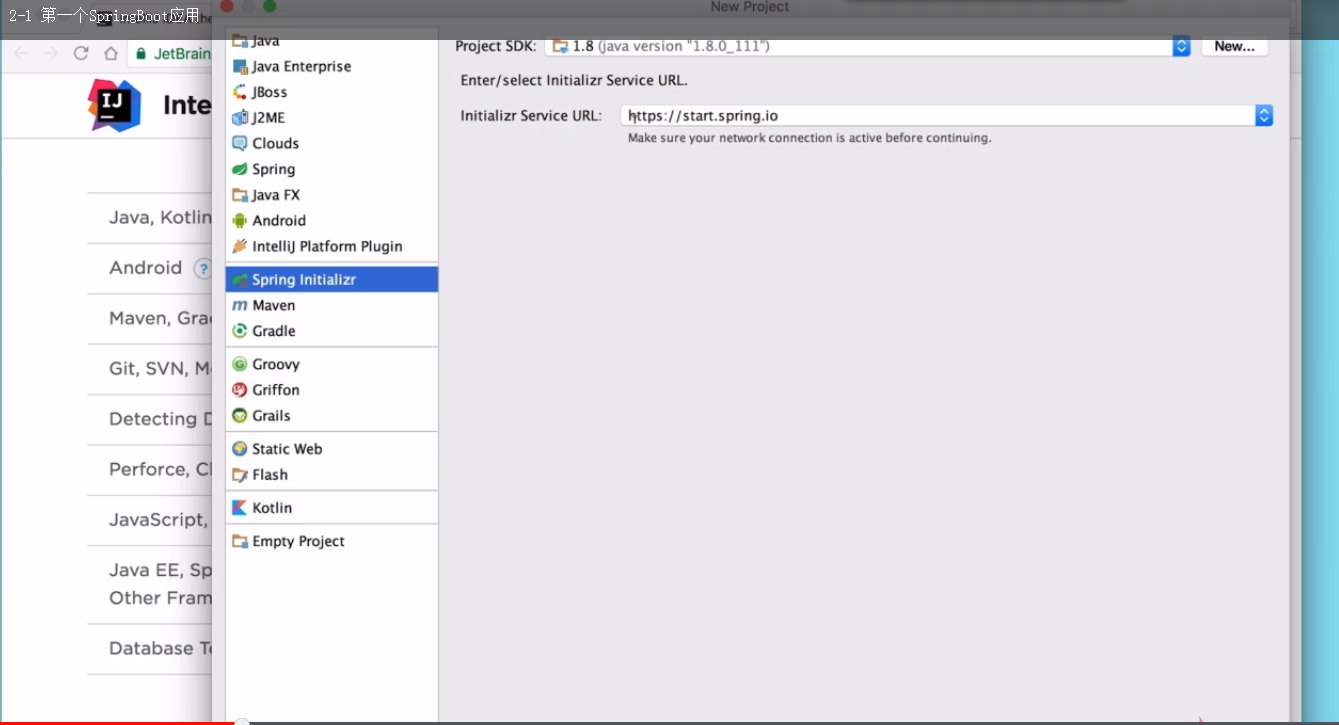 2-1 第一个SpringBoot应用
New Project
JetBrain
Inte
Java, Kotlin
Android ?
Maven, Gra
Git, SVN, M
Detecting D
Perforce, Cl
JavaScript,
Java EE, Sp
Other Fram
Database To
Java
Java Enterprise
JBoss
J2ME
Clouds
Spring
Java FX
Android
IntelliJ Platform Plugin
Spring Initializr
Maven
Gradle
Groovy
Griffon
Grails
Static Web
Flash
Kotlin
Empty Project
Project SDK: 1.8 (java version "1.8.0_111") New...
Enter/select Initializr Service URL.
Initializr Service URL: https://start.spring.io
Make sure your network connection is active before continuing.